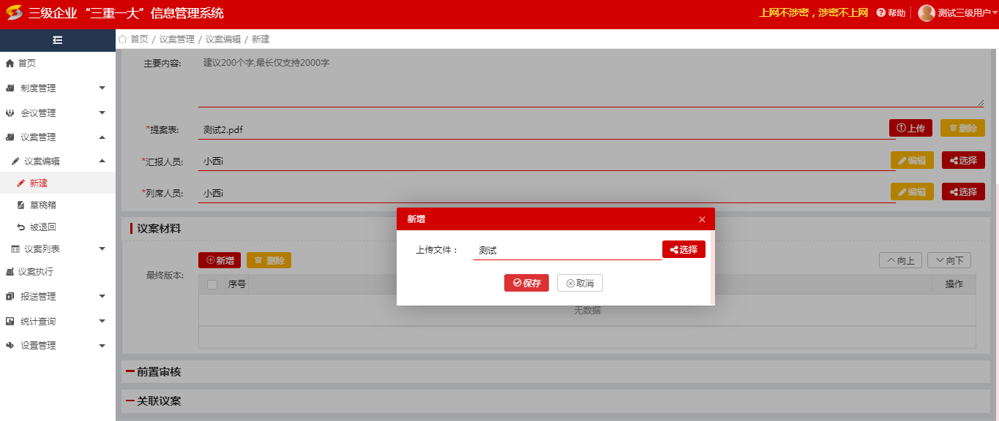 三级企业“三重一大”信息管理系统
上网不涉密，涉密不上网
帮助
测试三级用户
首页 / 议案管理 / 议案编辑 / 新建
首页
制度管理
会议管理
议案管理
议案编辑
新建
草稿箱
被退回
议案列表
议案执行
报送管理
统计查询
设置管理
主要内容:
建议200个字,最长仅支持2000字
*提案表:
测试2.pdf
上传
删除
*汇报人员:
小西i
编辑
选择
*列席人员:
小西i
编辑
选择
议案材料
最终版本:
新增
删除
向上
向下
序号
操作
无数据
前置审核
关联议案
新增
上传文件：
测试
选择
保存
取消